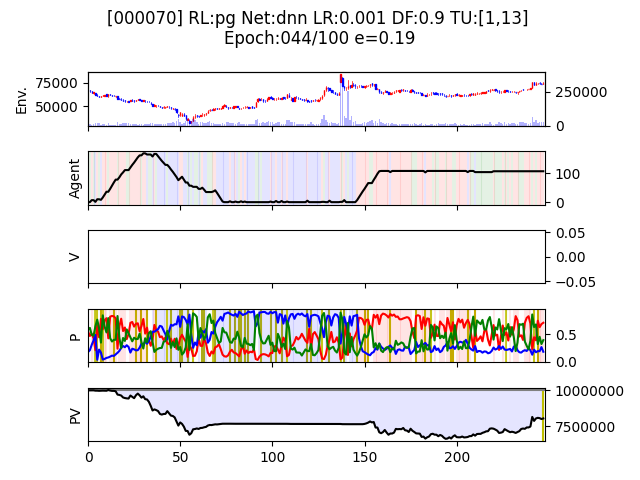 [000070] RL:pg Net:dnn LR:0.001 DF:0.9 TU:[1,13]
Epoch:044/100 e=0.19
Env.
75000
50000
250000
0
Agent
100
0
V
0.05
0.00
−0.05
P
0.5
0.0
PV
10000000
7500000
0 50 100 150 200